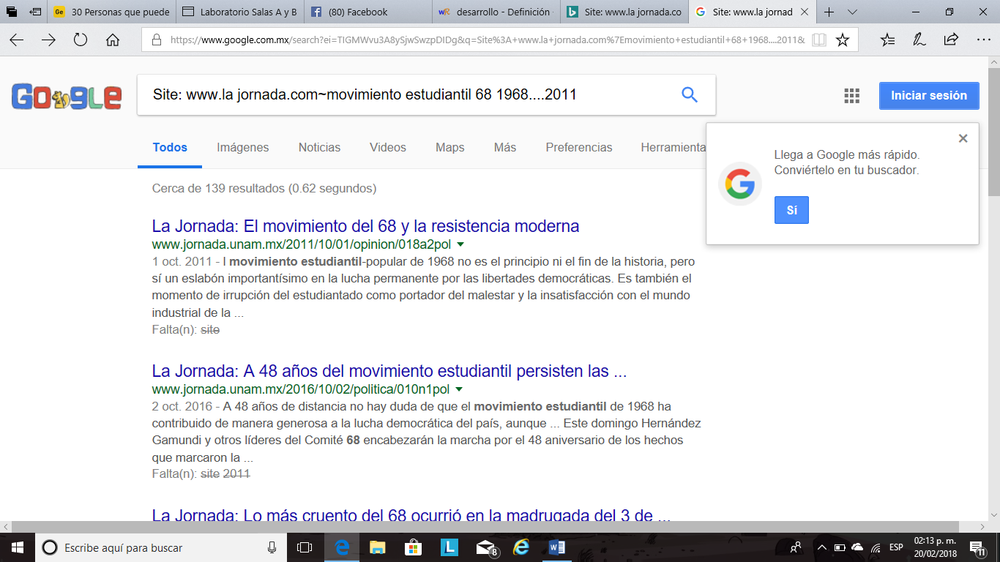 Ge 30 Personas que puede
Laboratorio Salas A y B
(80) Facebook
wR desarrollo - Definición
Site: www.la jornada.co
Site: www.la jornad
https://www.google.com.mx/search?ei=TIGMWvu3A8ySjwSwzpDIDg&q=Site%3A+www.la+jornada.com%7Emovimiento+estudiantil+68+1968....2011&
Google
Site: www.la jornada.com~movimiento estudiantil 68 1968....2011
Iniciar sesión
Todos Imágenes Noticias Videos Maps Más Preferencias Herramienta
Llega a Google más rápido.
Conviértelo en tu buscador.
Sí
Cerca de 139 resultados (0.62 segundos)
La Jornada: El movimiento del 68 y la resistencia moderna
www.jornada.unam.mx/2011/10/01/opinion/018a2pol
1 oct. 2011 - l movimiento estudiantil-popular de 1968 no es el principio ni el fin de la historia, pero
sí un eslabón importantísimo en la lucha permanente por las libertades democráticas. Es también el
momento de irrupción del estudiantado como portador del malestar y la insatisfacción con el mundo
industrial de la ...
Falta(n): site
La Jornada: A 48 años del movimiento estudiantil persisten las ...
www.jornada.unam.mx/2016/10/02/politica/010n1pol
2 oct. 2016 - A 48 años de distancia no hay duda de que el movimiento estudiantil de 1968 ha
contribuido de manera generosa a la lucha democrática del país, aunque ... Este domingo Hernández
Gamundi y otros líderes del Comité 68 encabezarán la marcha por el 48 aniversario de los hechos
que marcaron la ...
Falta(n): site 2011
La Jornada: Lo más cruento del 68 ocurrió en la madrugada del 3 de ...
Escribe aquí para buscar
L
8
ESP
02:13 p. m.
20/02/2018
11